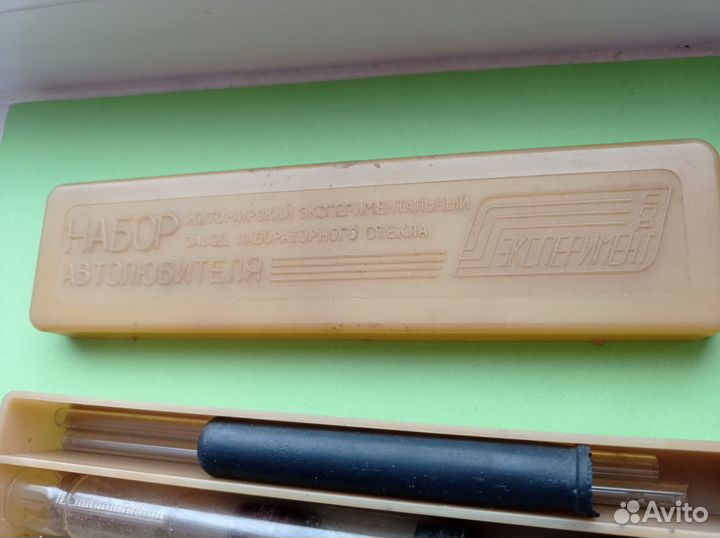 НАБОР
АВТОЛЮБИТЕЛЯ
ЖИТОМИРСКИЙ ЭКСПЕРИМЕНТАЛЬНЫЙ
ЗАВОД ЛАБОРАТОРНОГО СТЕКЛА
ЭКСПЕРИМЕНТ
Avito